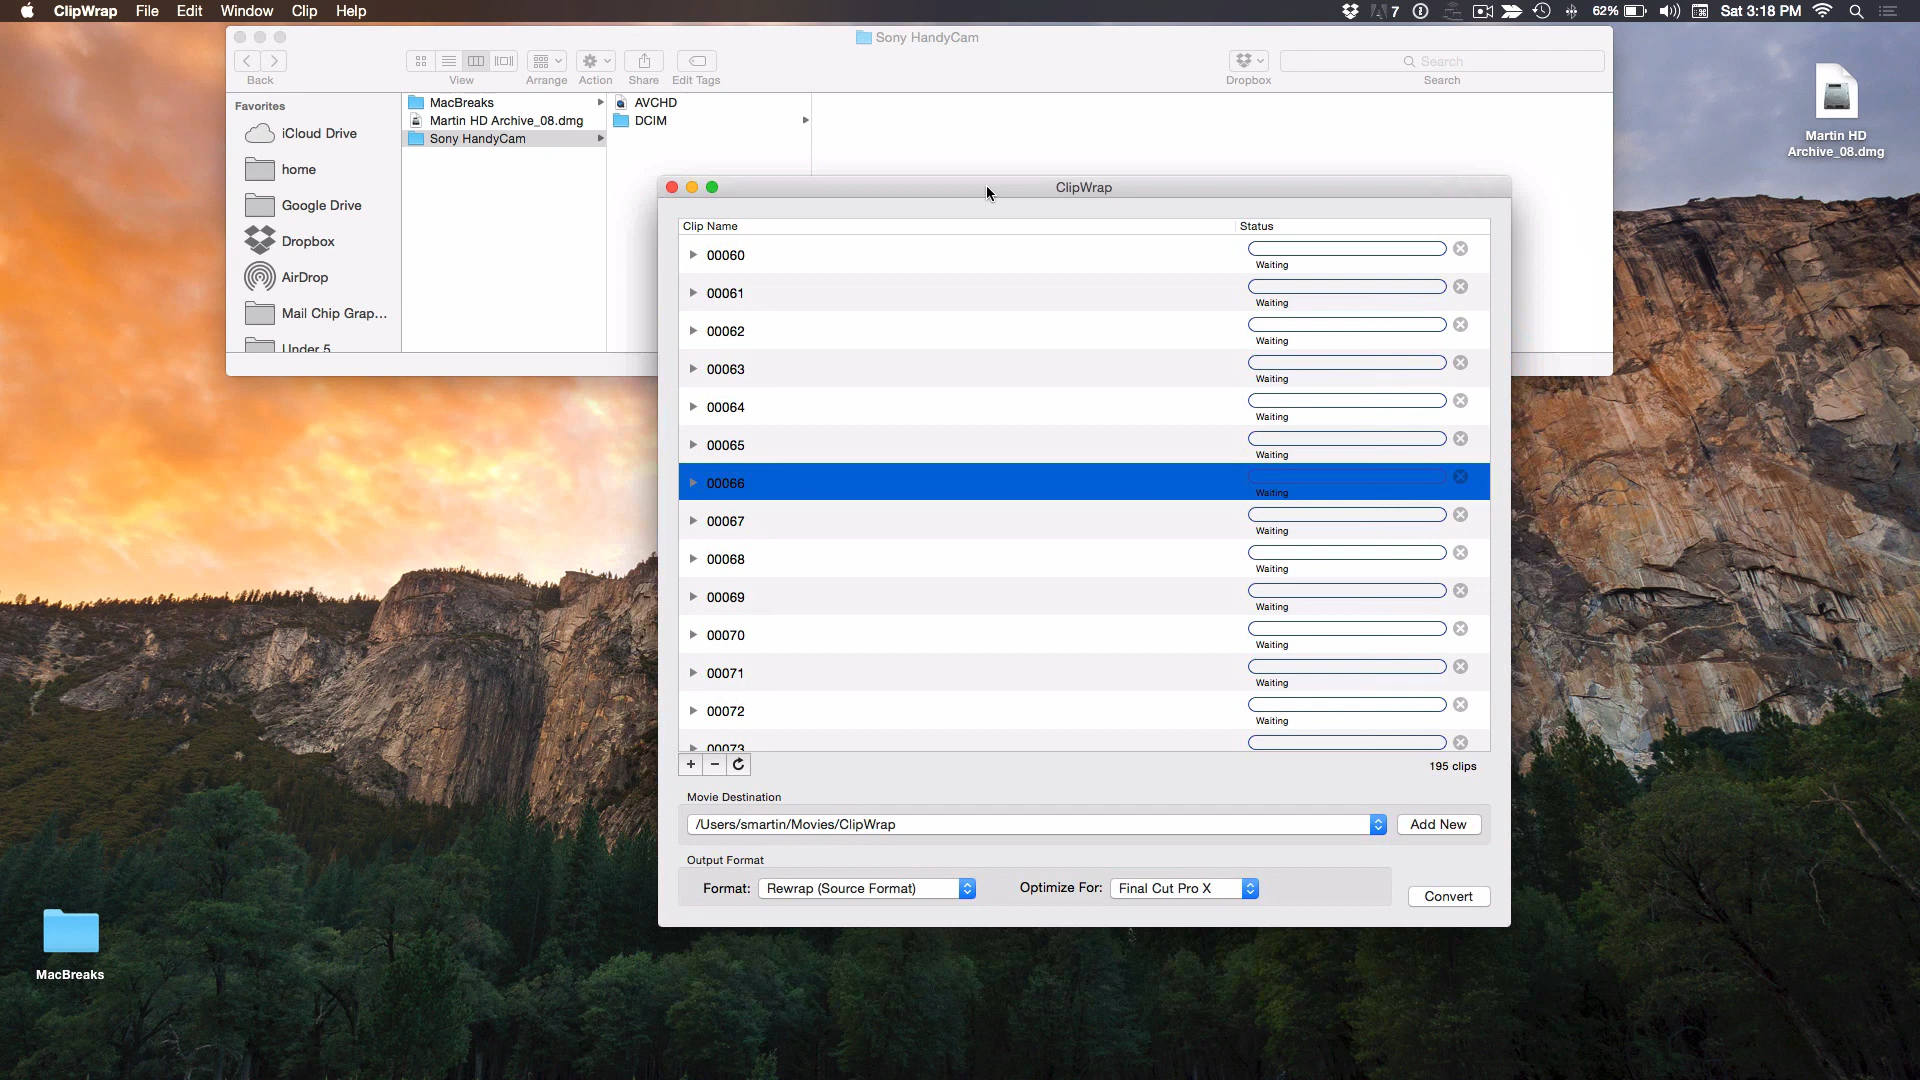 ClipWrap File Edit Window Clip Help
7 62% Sat 3:18 PM
Sony HandyCam
Back View Arrange Action Share Edit Tags Dropbox Search
Search
Favorites
iCloud Drive
home
Google Drive
Dropbox
AirDrop
Mail Chip Grap...
Under 5
MacBreaks
Martin HD Archive_08.dmg
Sony HandyCam
AVCHD
DCIM
Martin HD
Archive_08.dmg
ClipWrap
Clip Name Status
00060 Waiting
00061 Waiting
00062 Waiting
00063 Waiting
00064 Waiting
00065 Waiting
00066 Waiting
00067 Waiting
00068 Waiting
00069 Waiting
00070 Waiting
00071 Waiting
00072 Waiting
00073
195 clips
Movie Destination
/Users/smartin/Movies/ClipWrap Add New
Output Format
Format: Rewrap (Source Format) Optimize For: Final Cut Pro X Convert
MacBreaks